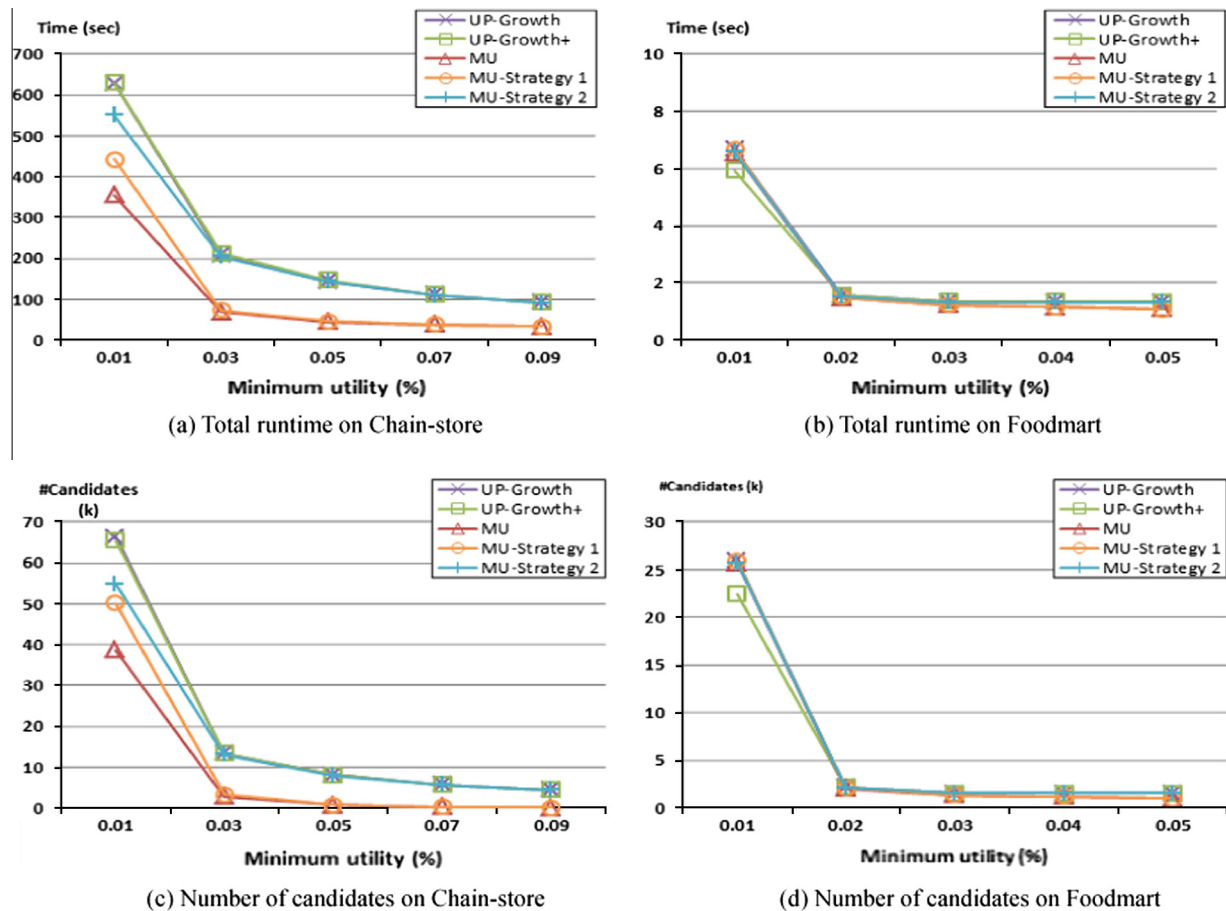 Time (sec)
700
600
500
400
300
200
100
0
0.01 0.03 0.05 0.07 0.09
Minimum utility (%)
UP-Growth
UP-Growth+
MU
MU-Strategy 1
MU-Strategy 2
(a) Total runtime on Chain-store
Time (sec)
10
8
6
4
2
0
0.01 0.02 0.03 0.04 0.05
Minimum utility (%)
UP-Growth
UP-Growth+
MU
MU-Strategy 1
MU-Strategy 2
(b) Total runtime on Foodmart
#Candidates
(k)
70
60
50
40
30
20
10
0
0.01 0.03 0.05 0.07 0.09
Minimum utility (%)
UP-Growth
UP-Growth+
MU
MU-Strategy 1
MU-Strategy 2
(c) Number of candidates on Chain-store
#Candidates (k)
30
25
20
15
10
5
0
0.01 0.02 0.03 0.04 0.05
Minimum utility (%)
UP-Growth
UP-Growth+
MU
MU-Strategy 1
MU-Strategy 2
(d) Number of candidates on Foodmart